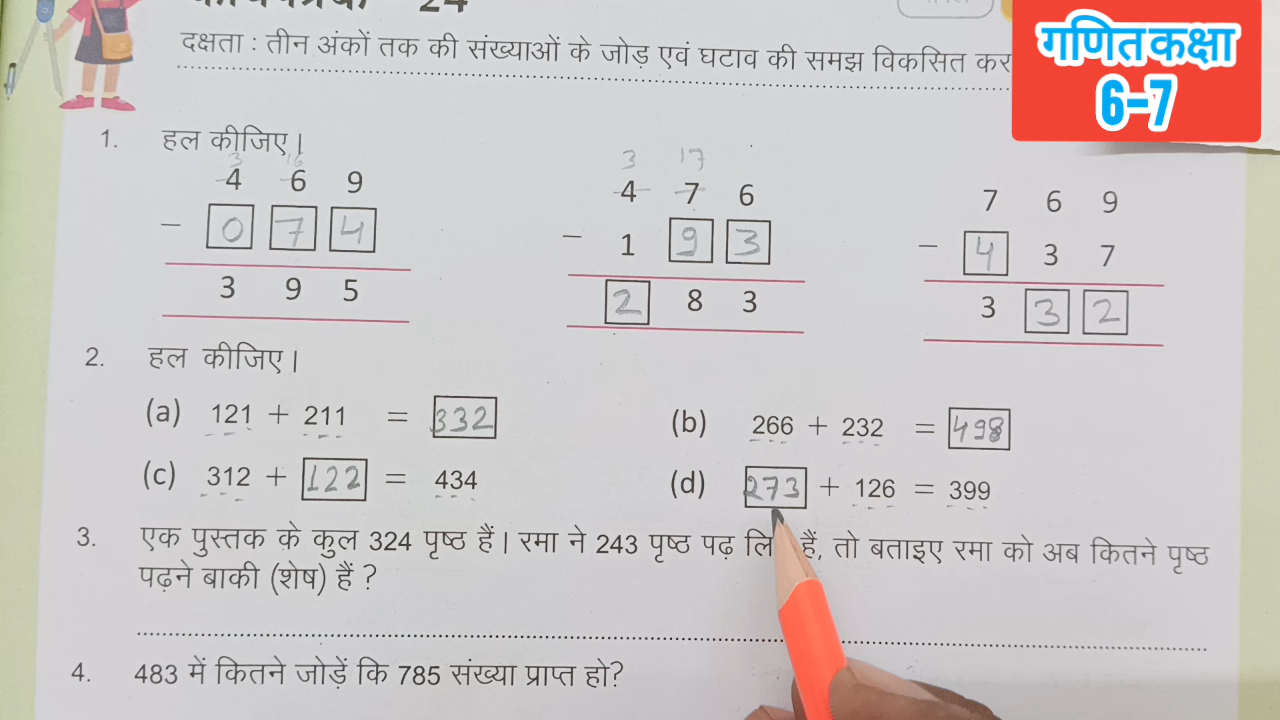 24
दक्षता : तीन अंकों तक की संख्याओं के जोड़ एवं घटाव की समझ विकसित कर
गणित कक्षा
6-7
1. हल कीजिए।
3 16
4 6 9
- 0 7 4
3 9 5
3 17
4 7 6
- 1 9 3
2 8 3
7 6 9
- 4 3 7
3 3 2
2. हल कीजिए।
(a) 121 + 211 = 332
(b) 266 + 232 = 498
(c) 312 + 122 = 434
(d) 273 + 126 = 399
3. एक पुस्तक के कुल 324 पृष्ठ हैं। रमा ने 243 पृष्ठ पढ़ हैं, तो बताइए रमा को अब कितने पृष्ठ
पढ़ने बाकी (शेष) हैं ?
4. 483 में कितने जोड़ें कि 785 संख्या प्राप्त हो?